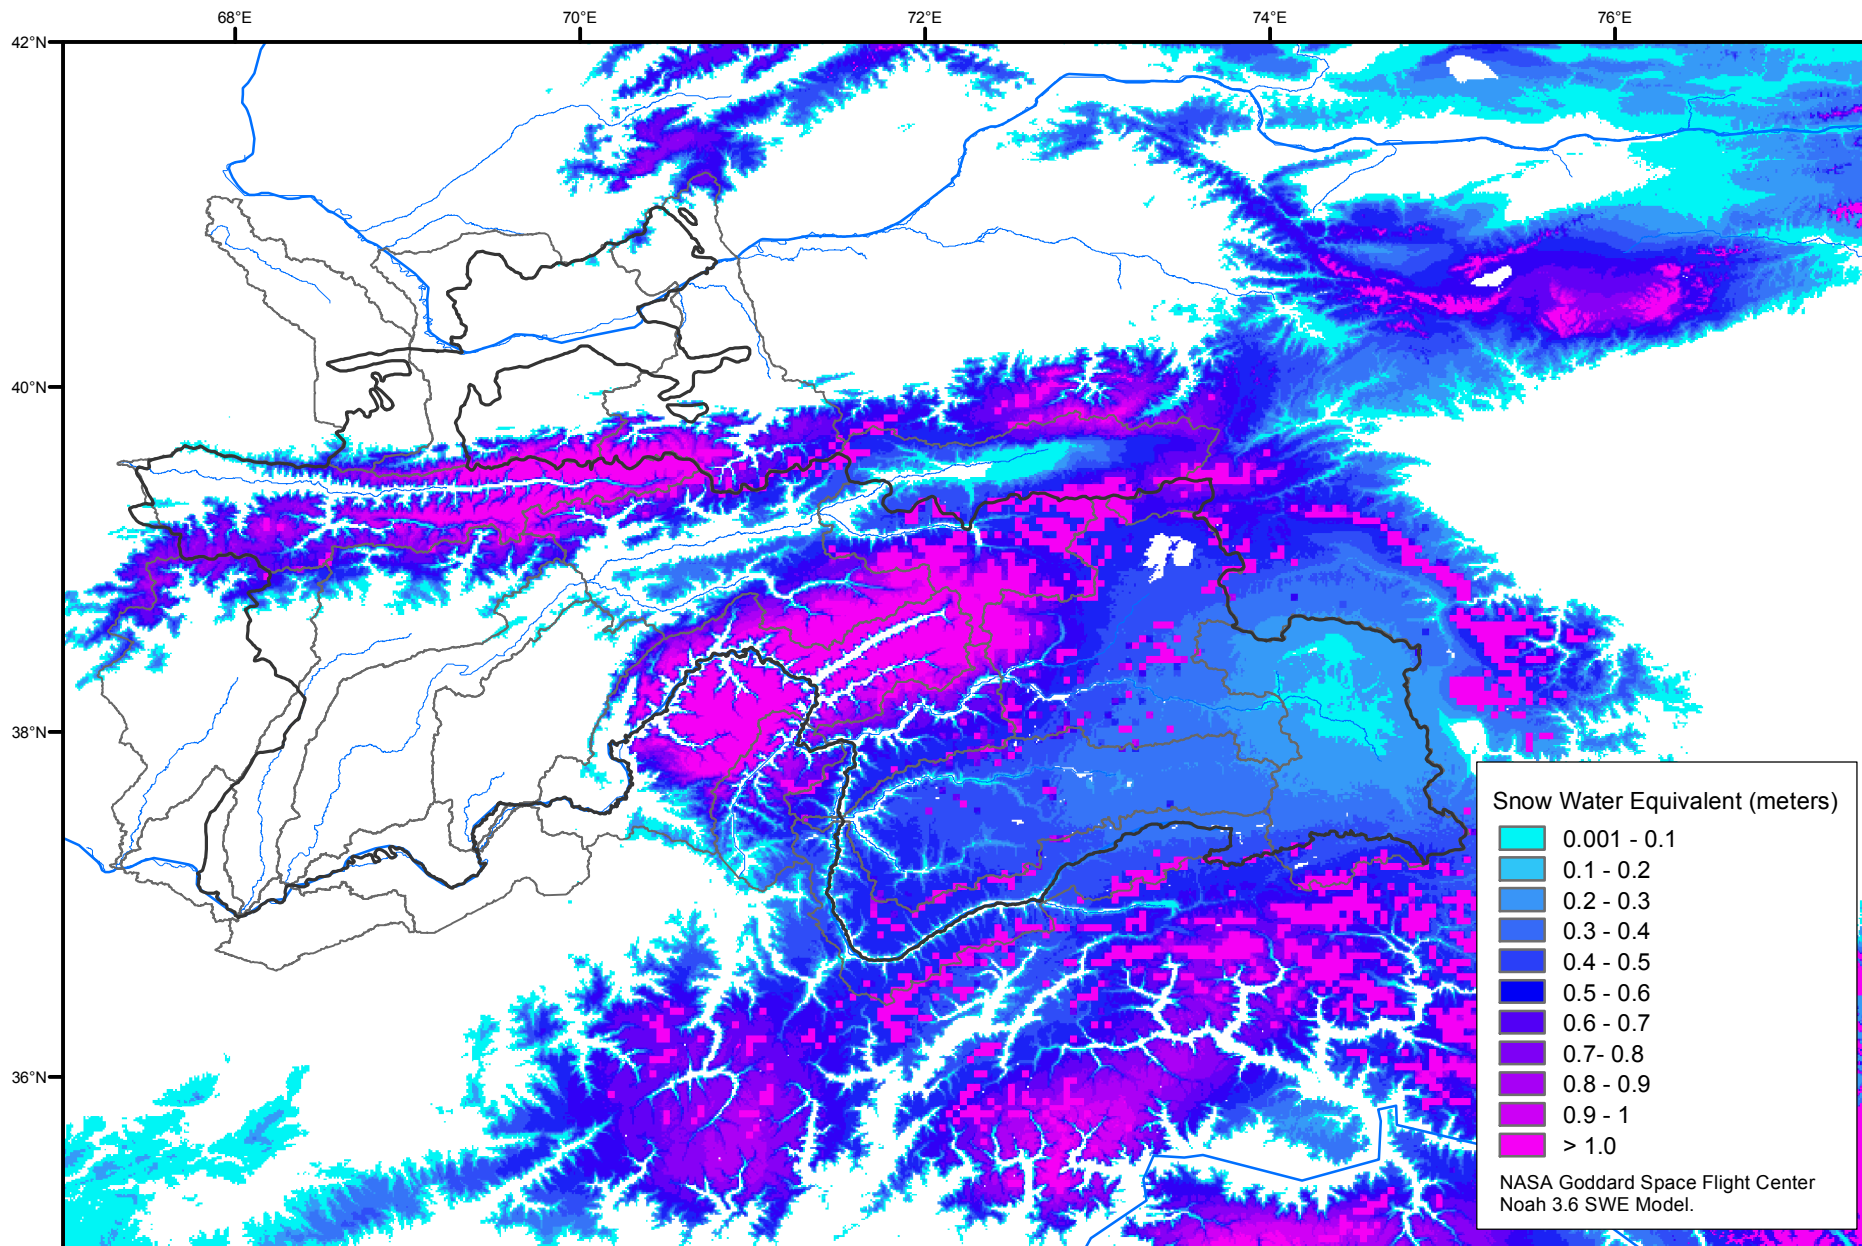 68°E
70°E
72°E
74°E
76°E
42°N
40°N
38°N
36°N
Snow Water Equivalent (meters)
0.001 - 0.1
0.1 - 0.2
0.2 - 0.3
0.3 - 0.4
0.4 - 0.5
0.5 - 0.6
0.6 - 0.7
0.7- 0.8
0.8 - 0.9
0.9 - 1
> 1.0
NASA Goddard Space Flight Center
Noah 3.6 SWE Model.